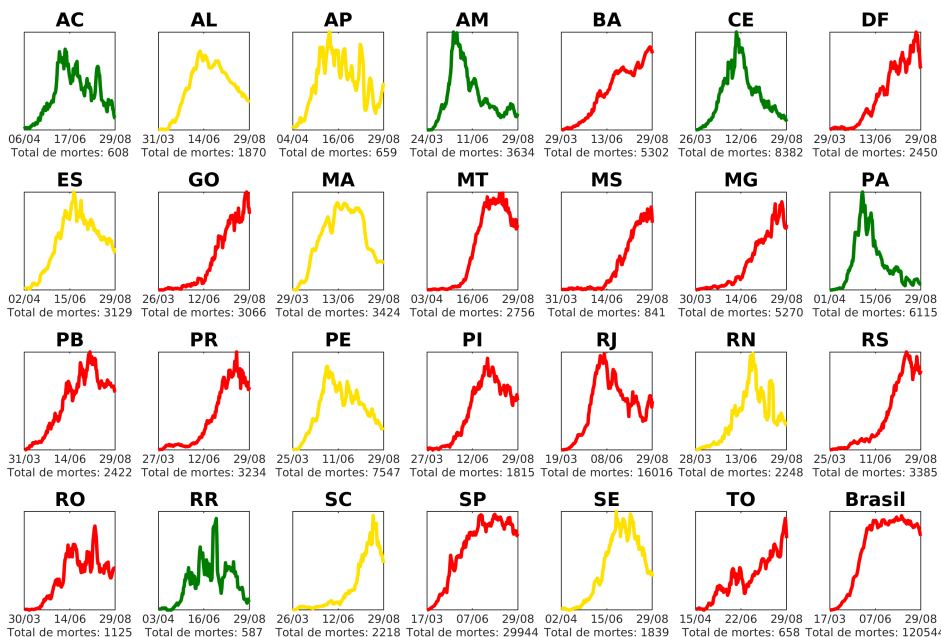 AC AL AP AM BA CE DF
06/04 17/06 29/08 31/03 14/06 29/08 04/04 16/06 29/08 24/03 11/06 29/08 29/03 13/06 29/08 26/03 12/06 29/08 29/03 13/06 29/08
Total de mortes: 608 Total de mortes: 1870 Total de mortes: 659 Total de mortes: 3634 Total de mortes: 5302 Total de mortes: 8382 Total de mortes: 2450
ES GO MA MT MS MG PA
02/04 15/06 29/08 26/03 12/06 29/08 29/03 13/06 29/08 03/04 16/06 29/08 31/03 14/06 29/08 30/03 14/06 29/08 01/04 15/06 29/08
Total de mortes: 3129 Total de mortes: 3066 Total de mortes: 3424 Total de mortes: 2756 Total de mortes: 841 Total de mortes: 5270 Total de mortes: 6115
PB PR PE PI RJ RN RS
31/03 14/06 29/08 27/03 12/06 29/08 25/03 11/06 29/08 27/03 12/06 29/08 19/03 08/06 29/08 28/03 13/06 29/08 25/03 11/06 29/08
Total de mortes: 2422 Total de mortes: 3234 Total de mortes: 7547 Total de mortes: 1815 Total de mortes: 16016 Total de mortes: 2248 Total de mortes: 3385
RO RR SC SP SE TO Brasil
30/03 14/06 29/08 03/04 16/06 29/08 26/03 12/06 29/08 17/03 07/06 29/08 02/04 15/06 29/08 15/04 22/06 29/08 17/03 07/06 29/08
Total de mortes: 1125 Total de mortes: 587 Total de mortes: 2218 Total de mortes: 29944 Total de mortes: 1839 Total de mortes: 658 Total de mortes: